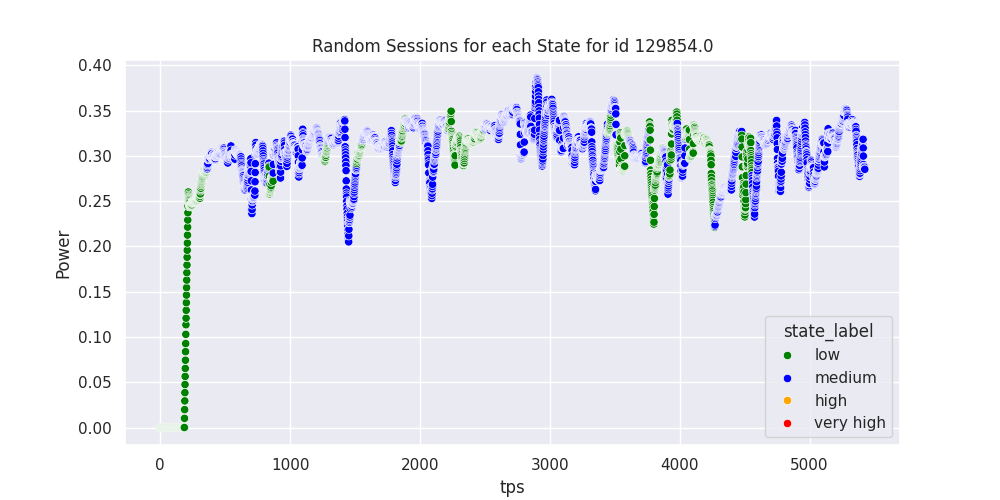 Random Sessions for each State for id 129854.0
0.40
0.35
0.30
0.25
0.20
0.15
0.10
0.05
0.00
Power
0 1000 2000 3000 4000 5000
tps
state_label
low
medium
high
very high